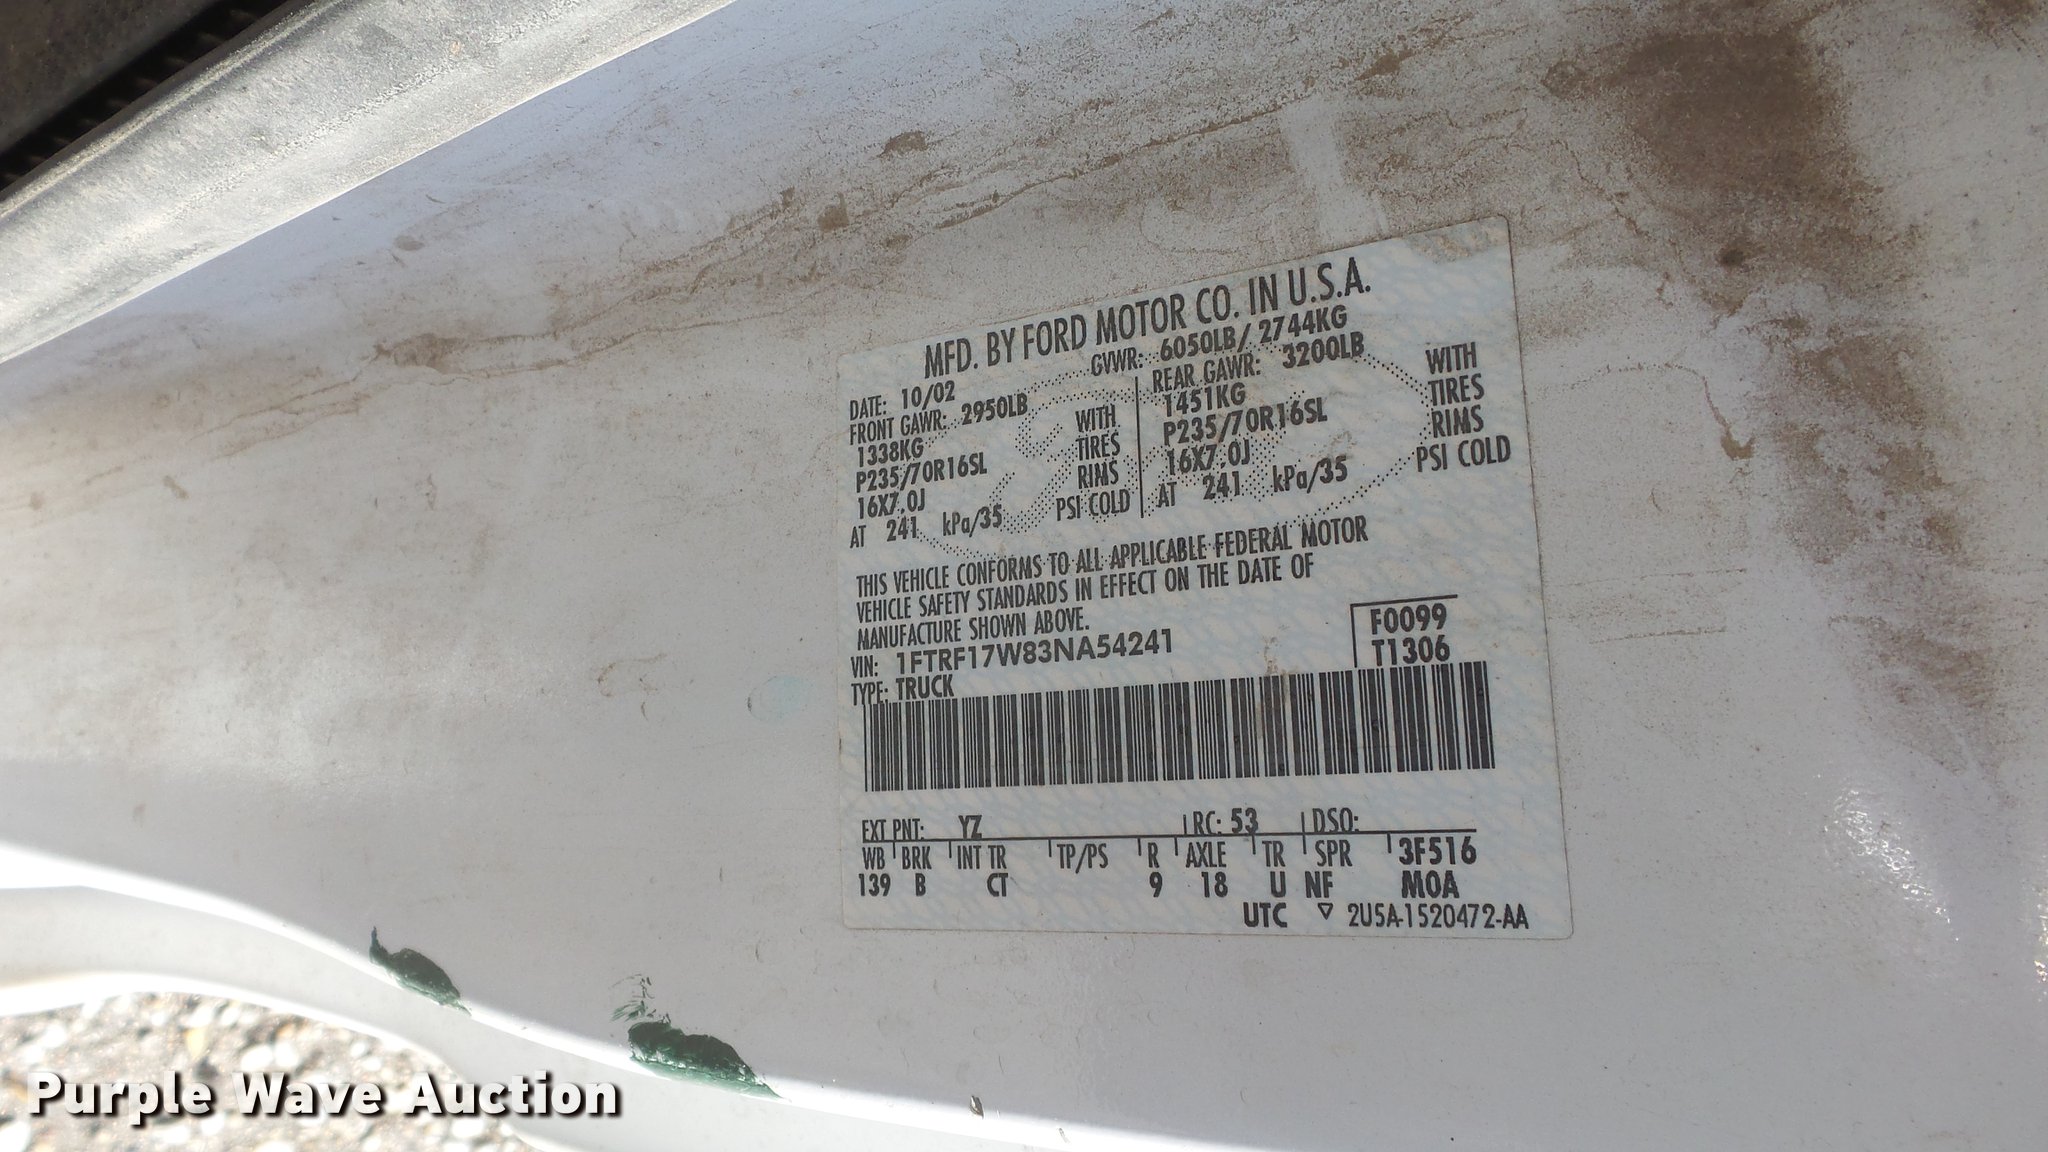 MFD. BY FORD MOTOR CO. IN U.S.A.
DATE: 10/02 GVWR: 6050LB/ 2744KG
FRONT GAWR: 2950LB REAR GAWR: 3200LB
1338KG WITH 1451KG WITH
P235/70R16SL TIRES P235/70R16SL TIRES
16X7.0J RIMS 16X7.0J RIMS
AT 241 kPa/35 PSI COLD AT 241 kPa/35 PSI COLD
THIS VEHICLE CONFORMS TO ALL APPLICABLE FEDERAL MOTOR
VEHICLE SAFETY STANDARDS IN EFFECT ON THE DATE OF
MANUFACTURE SHOWN ABOVE.
VIN: 1FTRF17W83NA54241 F0099
TYPE: TRUCK T1306
EXT PNT: YZ RC: 53 DSO:
WB BRK INT TR TP/PS R AXLE TR SPR 3F516
139 B CT 9 18 U NF MOA
UTC ▽ 2U5A-1520472-AA
Purple Wave Auction